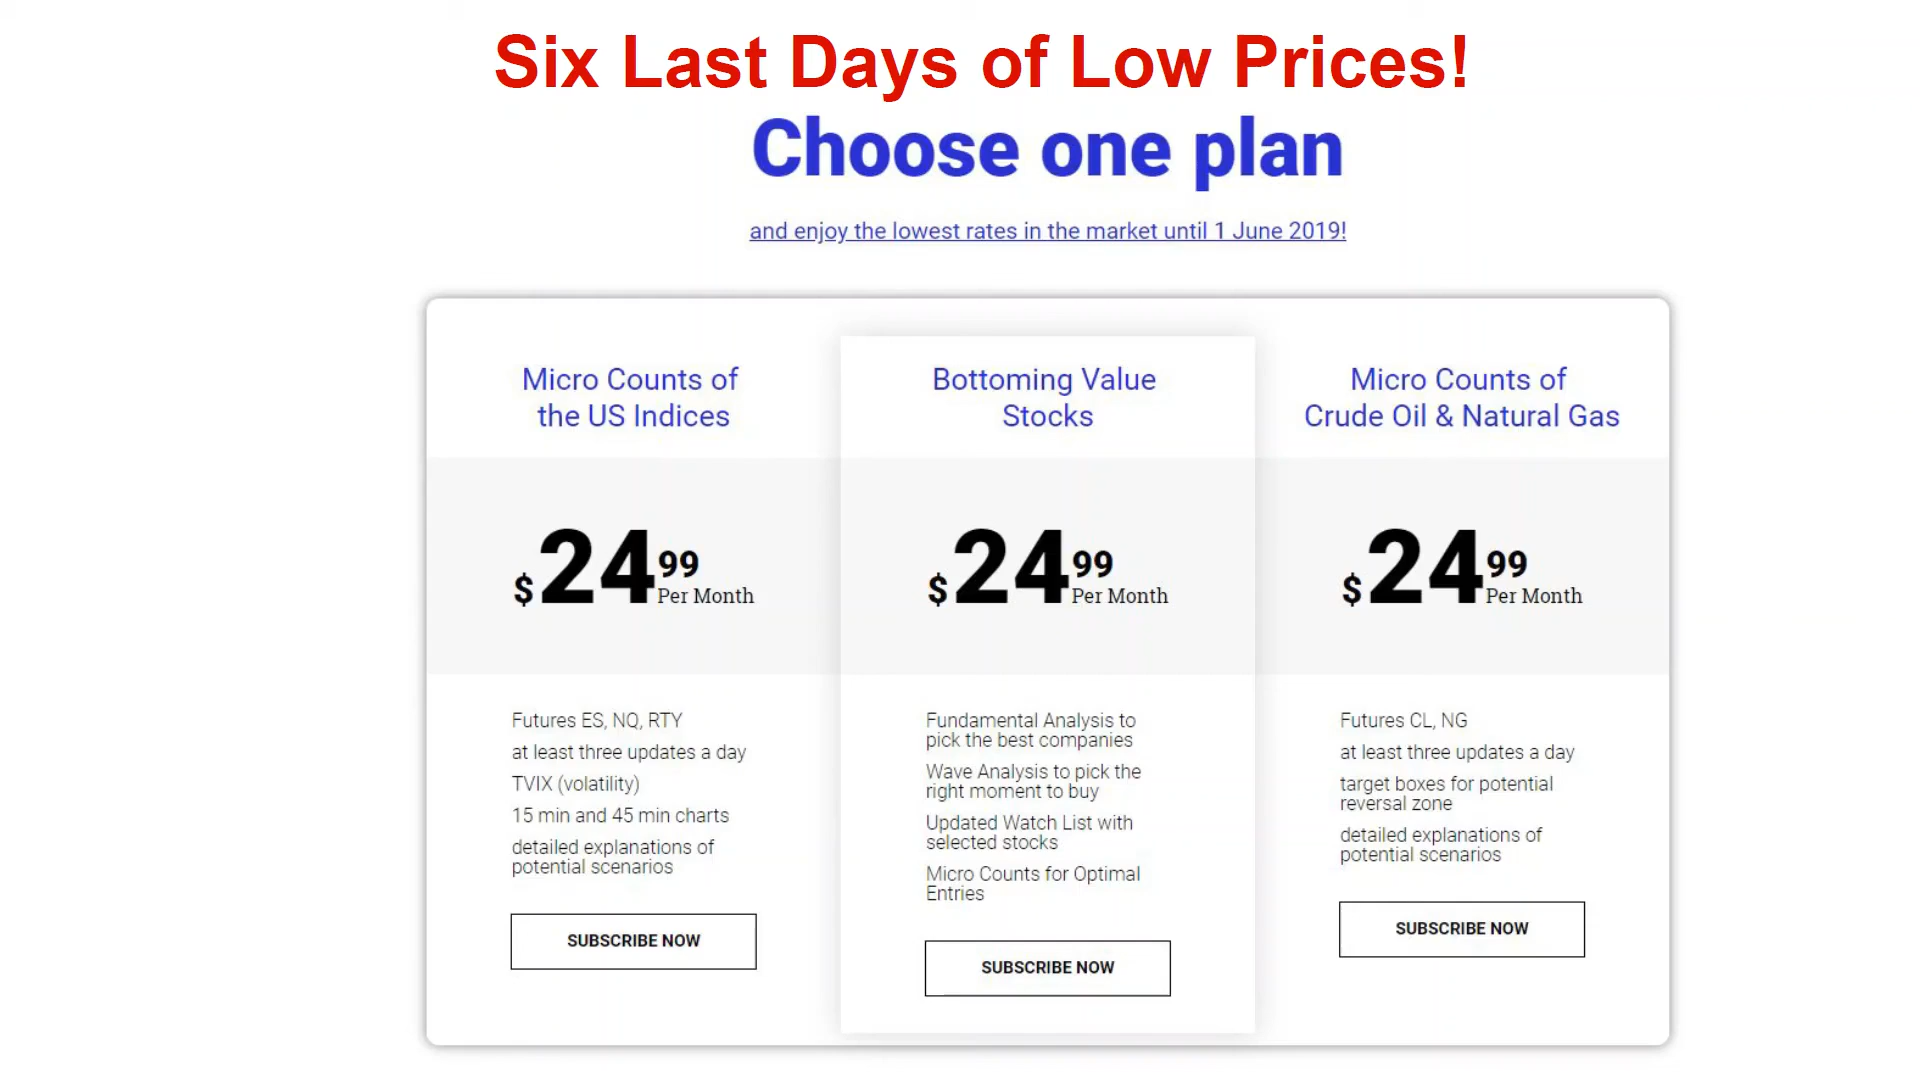 Six Last Days of Low Prices!
Choose one plan
and enjoy the lowest rates in the market until 1 June 2019!
Micro Counts of
the US Indices
$ 24 99
Per Month
Futures ES, NQ, RTY
at least three updates a day
TVIX (volatility)
15 min and 45 min charts
detailed explanations of
potential scenarios
SUBSCRIBE NOW
Bottoming Value
Stocks
$ 24 99
Per Month
Fundamental Analysis to
pick the best companies
Wave Analysis to pick the
right moment to buy
Updated Watch List with
selected stocks
Micro Counts for Optimal
Entries
SUBSCRIBE NOW
Micro Counts of
Crude Oil & Natural Gas
$ 24 99
Per Month
Futures CL, NG
at least three updates a day
target boxes for potential
reversal zone
detailed explanations of
potential scenarios
SUBSCRIBE NOW